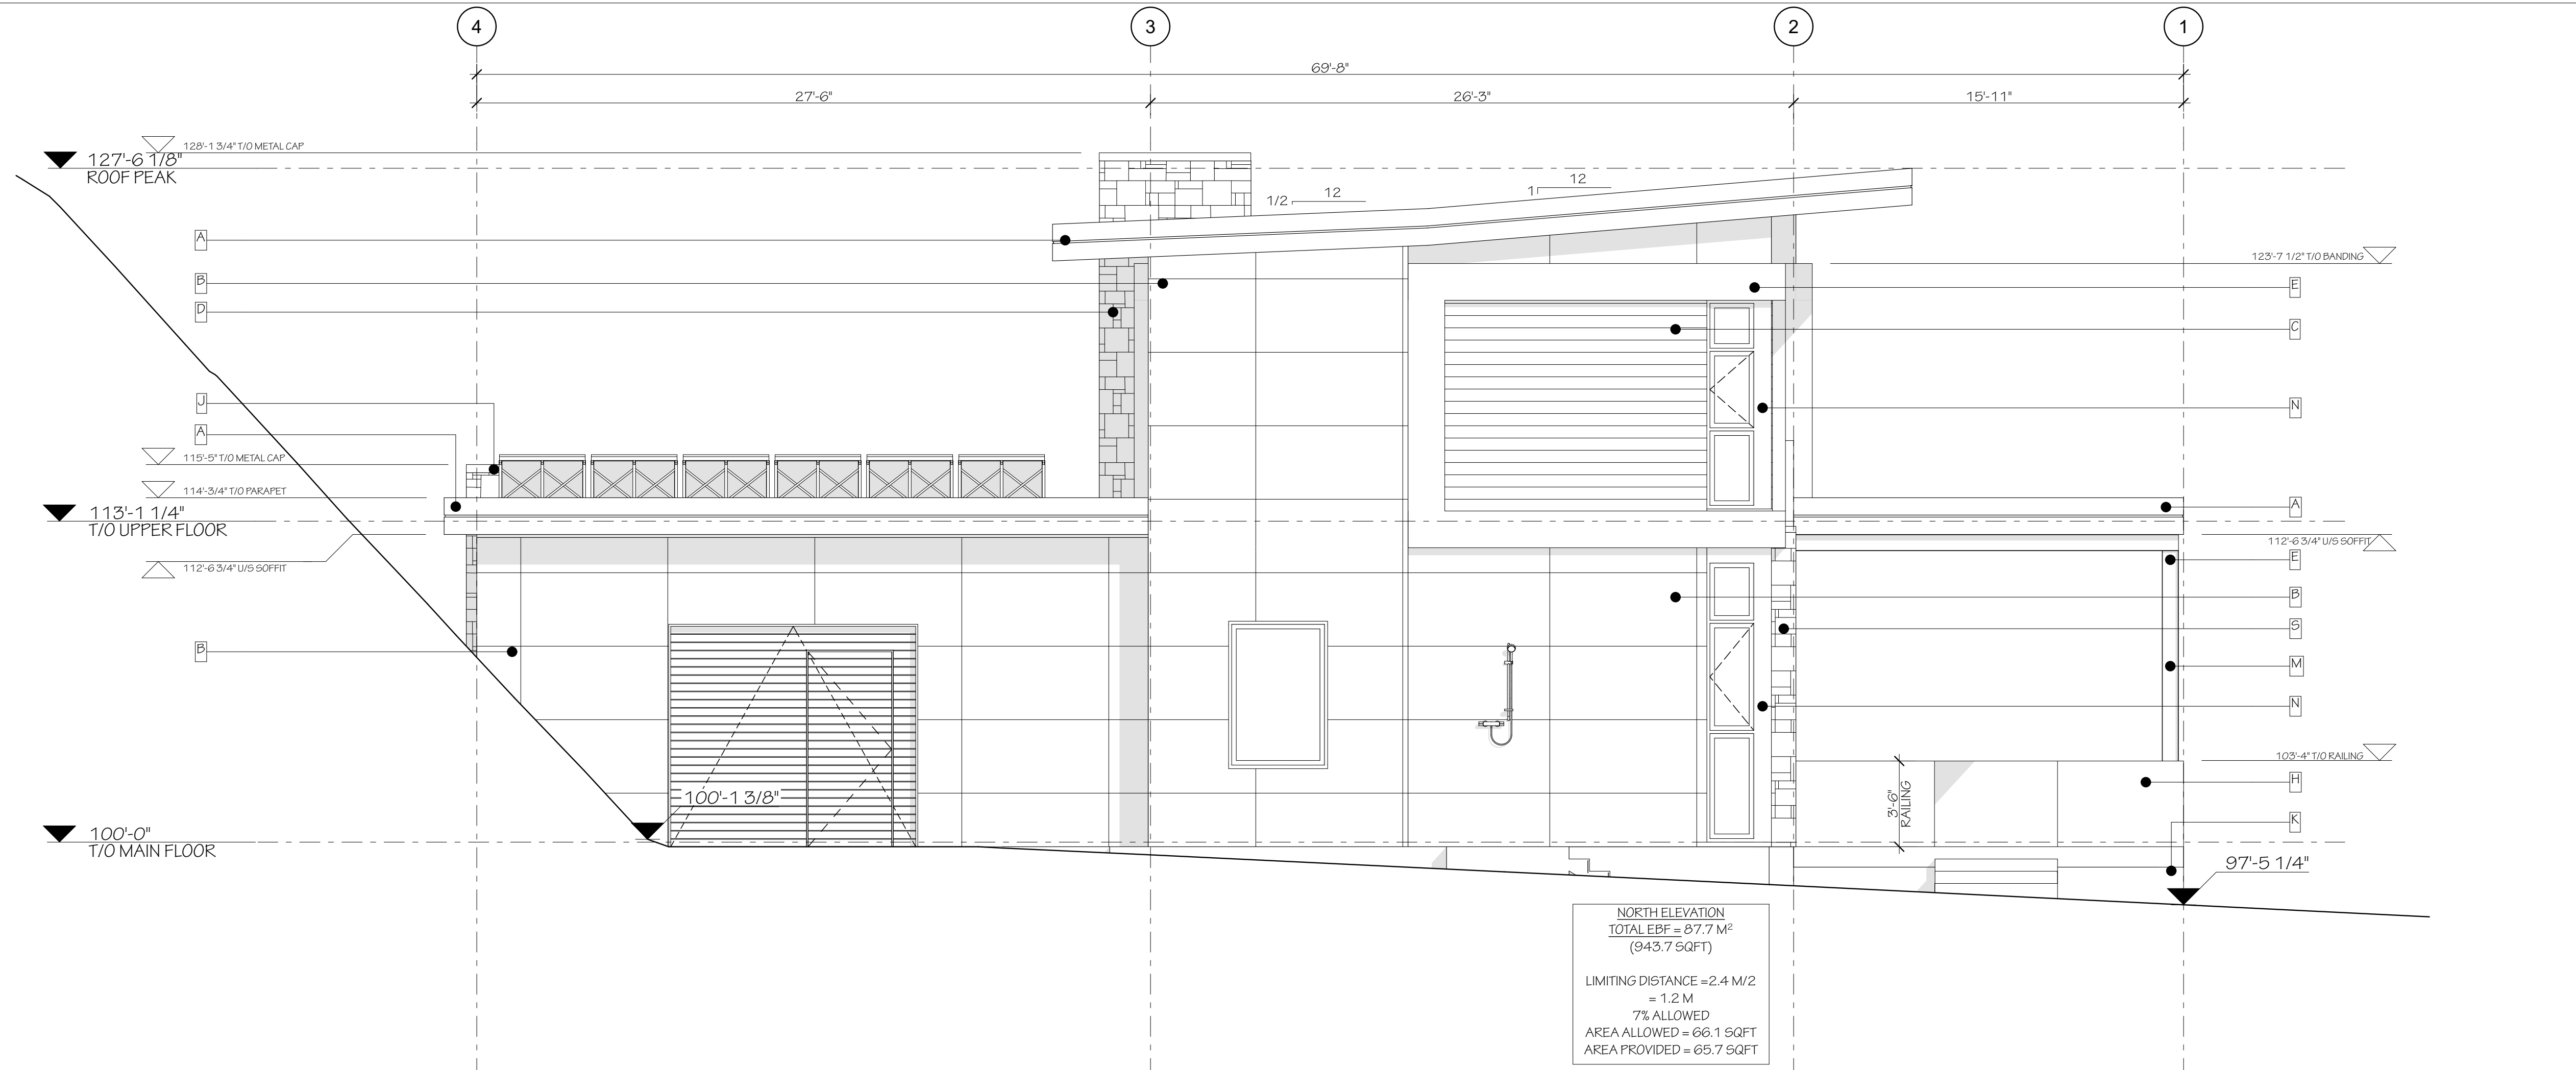 4
3
2
1
69'-8"
27'-6"
26'-3"
15'-11"
128'-1 3/4" T/O METAL CAP
127'-6 1/8"
ROOF PEAK
1/2
12
1
12
A
B
D
J
A
115'-5" T/O METAL CAP
114'-3/4" T/O PARAPET
113'-1 1/4"
T/O UPPER FLOOR
112'-6 3/4" U/S SOFFIT
B
100'-1 3/8"
100'-0"
T/O MAIN FLOOR
123'-7 1/2" T/O BANDING
E
C
N
A
112'-6 3/4" U/S SOFFIT
E
B
S
M
N
103'-4" T/O RAILING
H
3'-6"
RAILING
K
97'-5 1/4"
NORTH ELEVATION
TOTAL EBF = 87.7 M²
(943.7 SQFT)
LIMITING DISTANCE =2.4 M/2
= 1.2 M
7% ALLOWED
AREA ALLOWED = 66.1 SQFT
AREA PROVIDED = 65.7 SQFT